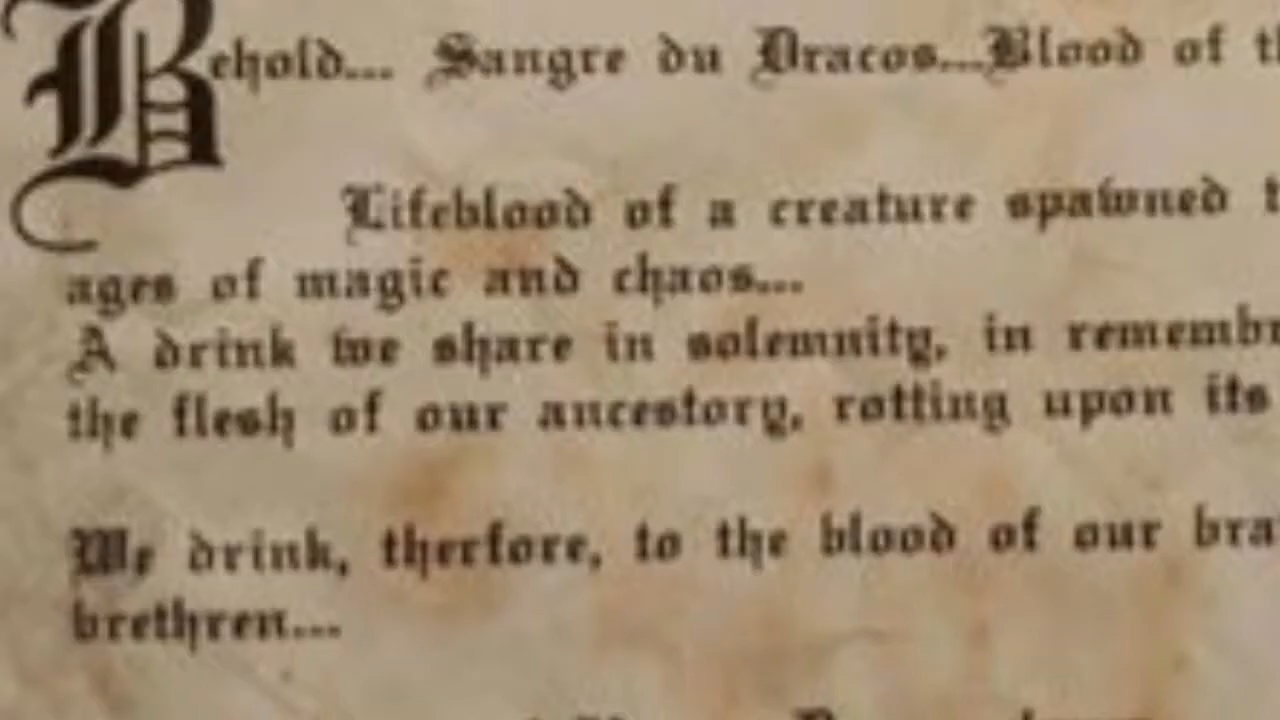 Behold... Sangre du Dracos...Blood of
Lifeblood of a creature spawned
ages of magic and chaos...
A drink we share in solemnity, in
the flesh of our ancestory, rotting upon its
We drink, therfore, to the blood of our
brethren...